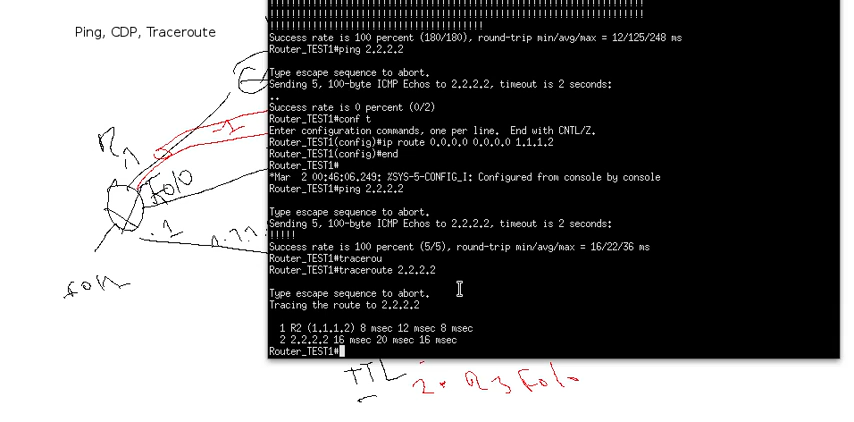 Ping, CDP, Traceroute
!!!!!!!!!!!!!!!!!!!!!!!!!!!!!!!!!!!!!!!!!!!!!!!!!!!!!!!!!!!!!!!!!!!!!!
!!!!!!!!!!!!!!!!!!!!!!!!!!!!!!!!!!!!!!!!!!!!!!!!!!!!!!!!!!!!!!!!!!!!!!
!!!!!!!!!!!!!!!!!!!!!!!!!!!!!!!!!!!!!!!!
Success rate is 100 percent (180/180), round-trip min/avg/max = 12/125/248 ms
Router_TEST1#ping 2.2.2.2
Type escape sequence to abort.
Sending 5, 100-byte ICMP Echos to 2.2.2.2, timeout is 2 seconds:
..
Success rate is 0 percent (0/2)
Router_TEST1#conf t
Enter configuration commands, one per line.  End with CNTL/Z.
Router_TEST1(config)#ip route 0.0.0.0 0.0.0.0 1.1.1.2
Router_TEST1(config)#end
Router_TEST1#
*Mar  2 00:46:06.249: %SYS-5-CONFIG_I: Configured from console by console
Router_TEST1#ping 2.2.2.2
Type escape sequence to abort.
Sending 5, 100-byte ICMP Echos to 2.2.2.2, timeout is 2 seconds:
!!!!!
Success rate is 100 percent (5/5), round-trip min/avg/max = 16/22/36 ms
Router_TEST1#tracerou
Router_TEST1#traceroute 2.2.2.2
Type escape sequence to abort.
Tracing the route to 2.2.2.2
1 R2 (1.1.1.2) 8 msec 12 msec 8 msec
2 2.2.2.2 16 msec 20 msec 16 msec
Router_TEST1#
R1
-1
F0/0
.1
TTL
2. R3 F0/0